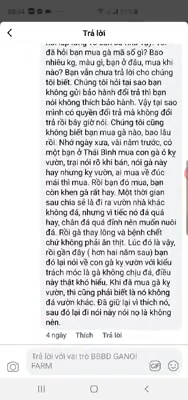 08:34
51%
Trả lời
đã hỏi bạn mua gà mã số gì? Bao
nhiêu kg, màu gì, bạn ở đâu, mua khi
nào? Bạn vẫn chưa trả lời cho chúng
tôi biết. Chúng tôi hỏi tại sao bạn
không gửi bảo hành đổi trả thì bạn
nói không thích bảo hành. Vậy tại sao
mình có quyền đổi trả mà không đổi
trả rồi bây giờ nói. Chúng tôi cũng
không biết bạn mua gà nào, bao lâu
rồi. Nhớ ngày xưa, vài năm trước, có
một bạn ở Thái Bình mua con gà ở kỵ
vườn, trại nói rõ khi bán, nói gà này
hay nhưng kỵ vườn, ai mua về đúc
mái thì mua. Rồi bạn đó mua, bạn
còn khen gà rất hay. Một thời gian
sau chia sẻ là đi ra vườn nhà khác
không đá, nhưng vì tiếc nó đá quá
hay, chân đá quá đỉnh nên nuôi
đá. Rồi gà thay lông và bệnh chết
chứ không phải ăn thịt. Lúc đó là vậy,
rồi gần đây ( hơn hai năm sau) bạn
đó lại nói về con gà kỵ vườn với kiểu
trách móc là gà không chịu đá, điều
này thật khó hiểu. Khi đã mua gà kỵ
vườn, thì cũng phải biết là nó không
đá vườn khác. Đã giữ lại vì thích nó,
sau đó lại đi nói này nói nọ là không
nên.
4 ngày Thích Trả lời
Trả lời với vai trò BBBD GANOI
FARM
GIF